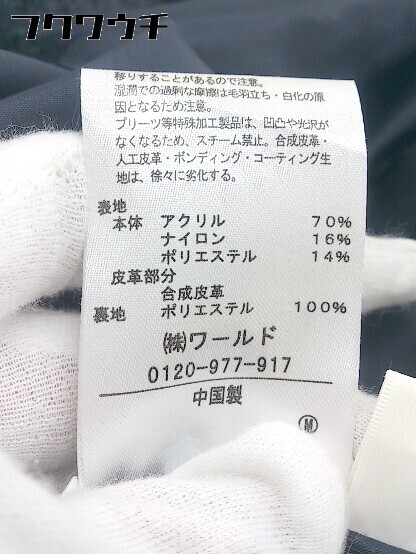 フクワウチ
移りすることがあるので注意。
湿潤での過剰な摩擦は毛羽立ち・白化の原
因となるため注意。
プリーツ等特殊加工製品は、凹凸や光沢が
なくなるため、スチーム禁止。合成皮革・
人工皮革・ボンディング・コーティング生
地は、徐々に劣化する。
表地
本体 アクリル 70%
ナイロン 16%
ポリエステル 14%
皮革部分
合成皮革
裏地 ポリエステル 100%
㈱ワールド
0120-977-917
中国製
Ⓜ